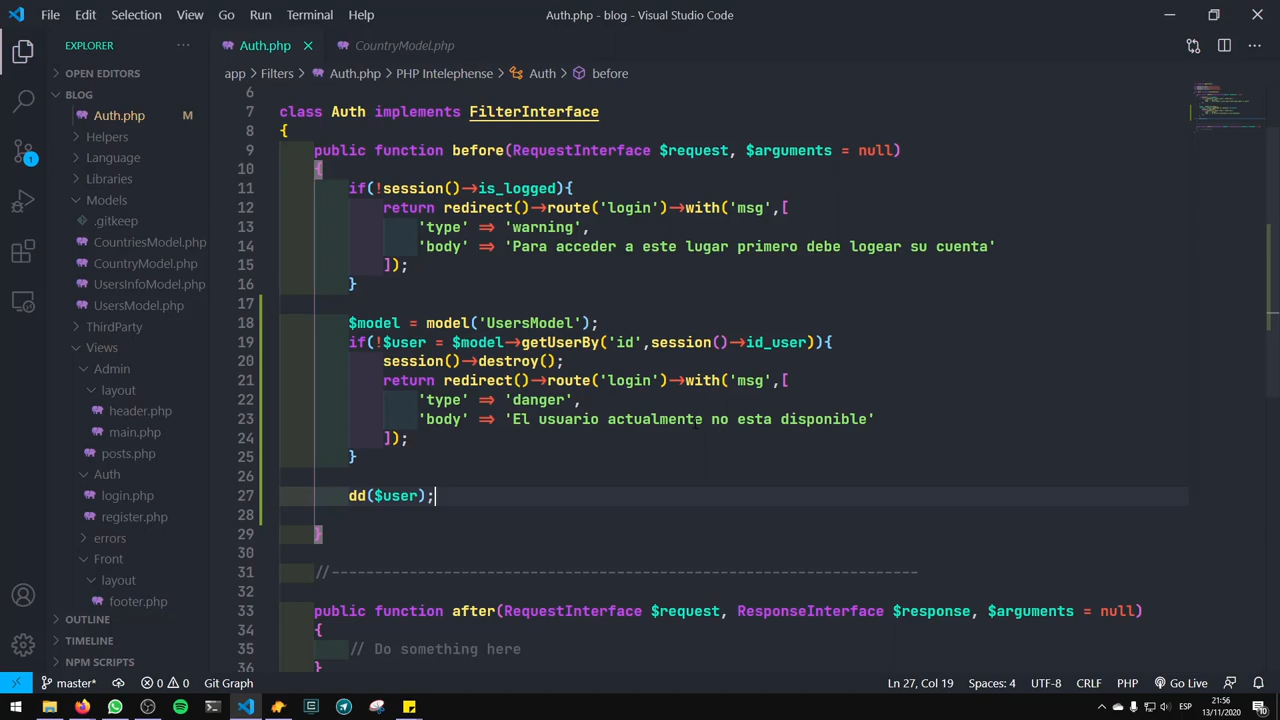 File Edit Selection View Go Run Terminal Help
Auth.php - blog - Visual Studio Code
EXPLORER
OPEN EDITORS
BLOG
Auth.php M
Helpers
Language
Libraries
Models
.gitkeep
CountriesModel.php
CountryModel.php
UsersInfoModel.php
UsersModel.php
ThirdParty
Views
Admin
layout
header.php
main.php
posts.php
Auth
login.php
register.php
errors
Front
layout
footer.php
OUTLINE
TIMELINE
NPM SCRIPTS
1
Auth.php CountryModel.php
app > Filters > Auth.php > PHP Intelephense > Auth > before
6
7 class Auth implements FilterInterface
8 {
9 public function before(RequestInterface $request, $arguments = null)
10 {
11 if(!session()->is_logged){
12 return redirect()->route('login')->with('msg',[
13 'type' => 'warning',
14 'body' => 'Para acceder a este lugar primero debe logear su cuenta'
15 ]);
16 }
17
18 $model = model('UsersModel');
19 if(!$user = $model->getUserBy('id',session()->id_user)){
20 session()->destroy();
21 return redirect()->route('login')->with('msg',[
22 'type' => 'danger',
23 'body' => 'El usuario actualmente no esta disponible'
24 ]);
25 }
26
27 dd($user);
28
29 }
30
31 //--------------------------------------------------------------------
32
33 public function after(RequestInterface $request, ResponseInterface $response, $arguments = null)
34 {
35 // Do something here
36 }
master* 0 0 Git Graph
Ln 27, Col 19 Spaces: 4 UTF-8 CRLF PHP Go Live
ESP
21:56
13/11/2020